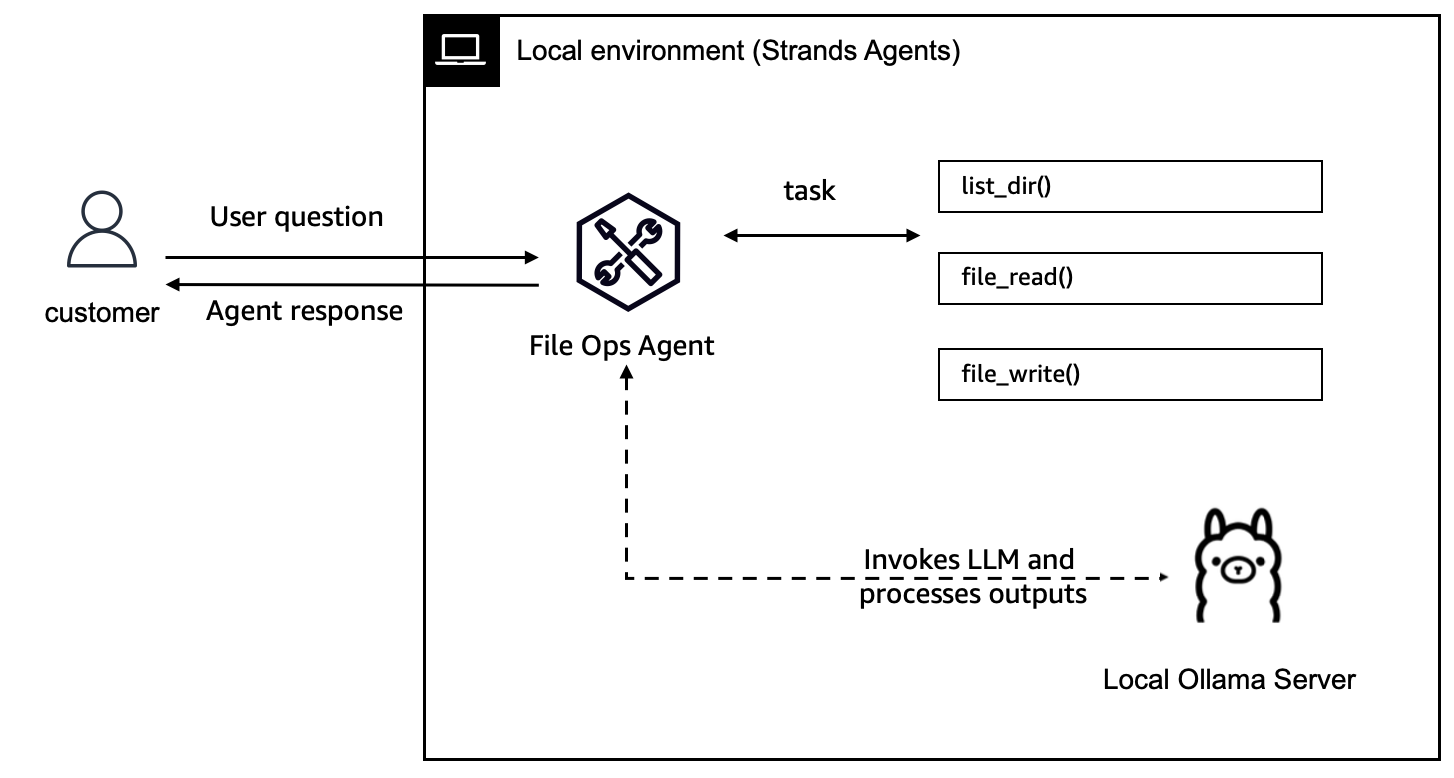 Local environment (Strands Agents)
User question
Agent response
customer
File Ops Agent
task
list_dir()
file_read()
file_write()
Invokes LLM and
processes outputs
Local Ollama Server